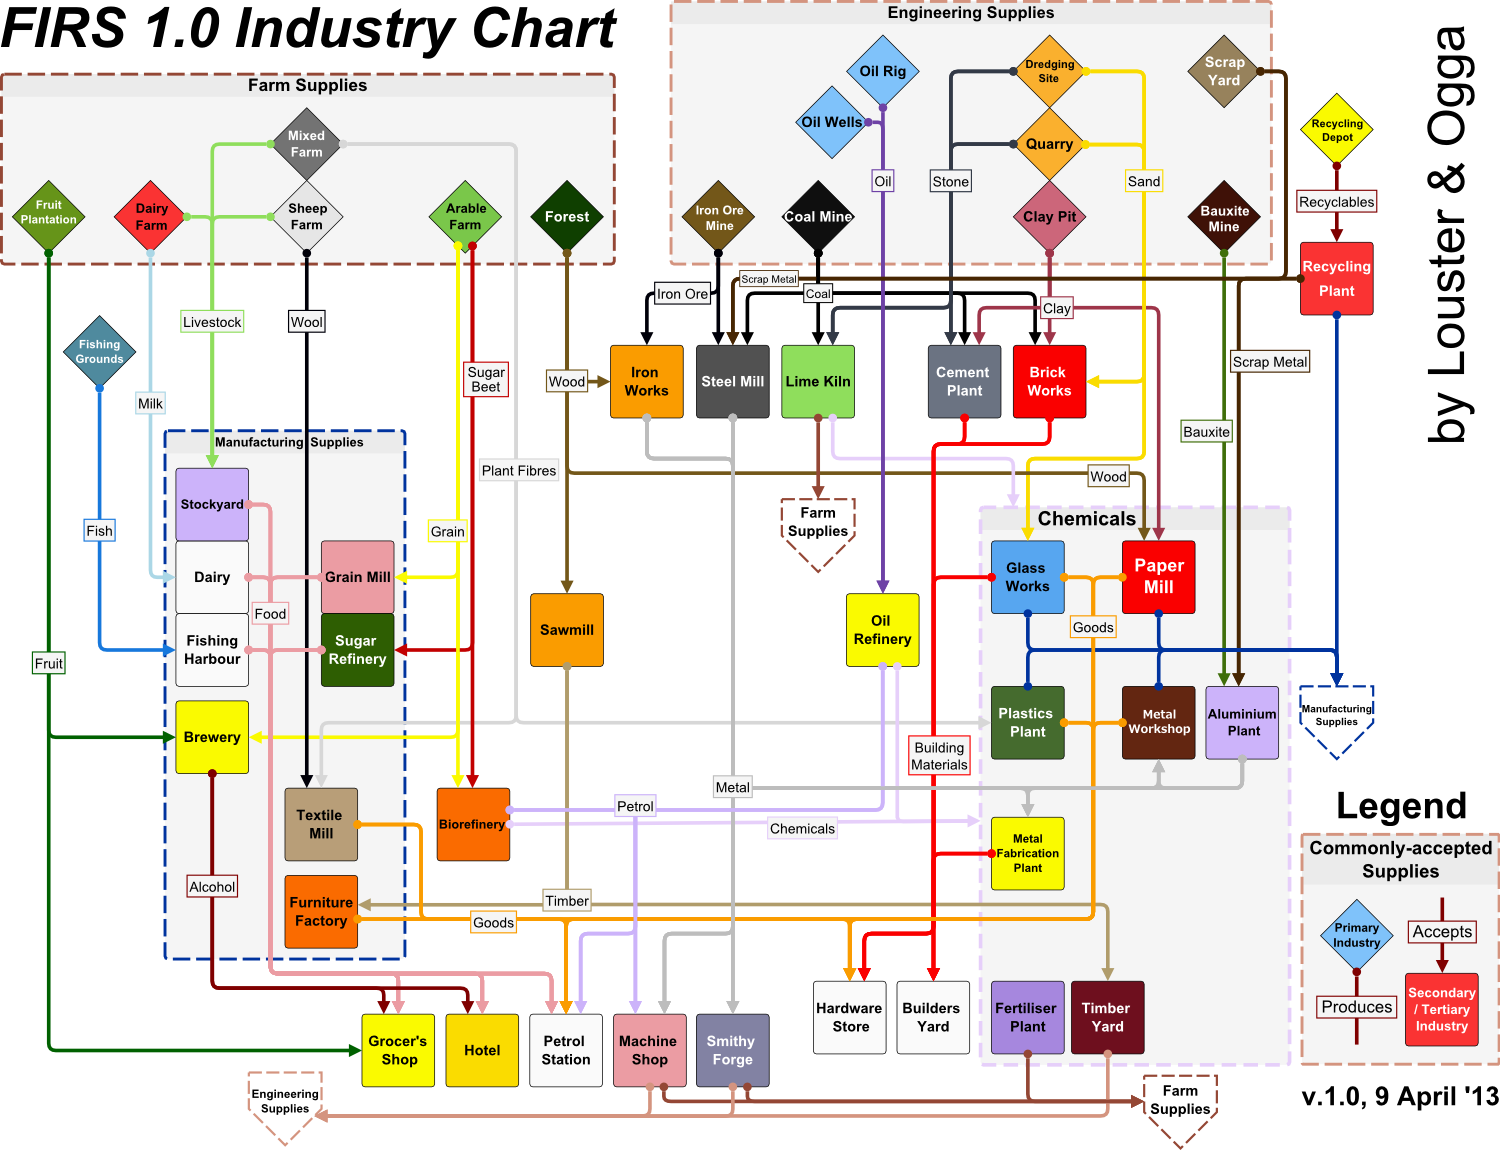 FIRS 1.0 Industry Chart
by Louster & Ogga
Engineering Supplies
Farm Supplies
Oil Rig
Dredging
Site
Scrap
Yard
Oil Wells
Recycling
Depot
Mixed
Farm
Quarry
Oil
Stone
Sand
Recyclables
Fruit
Plantation
Dairy
Farm
Sheep
Farm
Arable
Farm
Forest
Iron Ore
Mine
Coal Mine
Clay Pit
Bauxite
Mine
Recycling
Plant
Scrap Metal
Iron Ore
Coal
Clay
Livestock
Wool
Fishing
Grounds
Sugar
Beet
Wood
Iron
Works
Steel Mill
Lime Kiln
Cement
Plant
Brick
Works
Scrap Metal
Milk
Bauxite
Manufacturing Supplies
Plant Fibres
Wood
Stockyard
Farm
Supplies
Chemicals
Fish
Grain
Dairy
Grain Mill
Glass
Works
Paper
Mill
Food
Goods
Fishing
Harbour
Sugar
Refinery
Sawmill
Oil
Refinery
Fruit
Brewery
Plastics
Plant
Metal
Workshop
Aluminium
Plant
Manufacturing
Supplies
Building
Materials
Metal
Petrol
Chemicals
Textile
Mill
Biorefinery
Metal
Fabrication
Plant
Legend
Commonly-accepted
Supplies
Alcohol
Furniture
Factory
Timber
Goods
Primary
Industry
Accepts
Produces
Secondary
/ Tertiary
Industry
Hardware
Store
Builders
Yard
Fertiliser
Plant
Timber
Yard
Grocer's
Shop
Hotel
Petrol
Station
Machine
Shop
Smithy
Forge
Engineering
Supplies
Farm
Supplies
v.1.0, 9 April '13